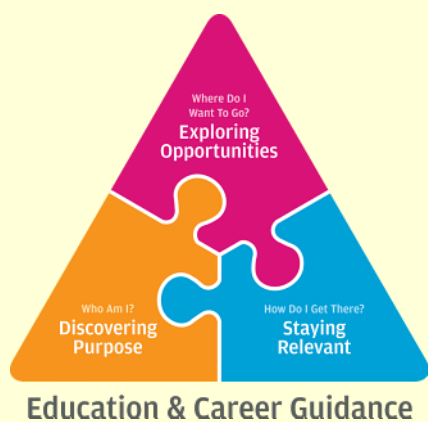 Where Do I
Want To Go?
Exploring
Opportunities
Who Am I?
Discovering
Purpose
How Do I Get There?
Staying
Relevant
Education & Career Guidance